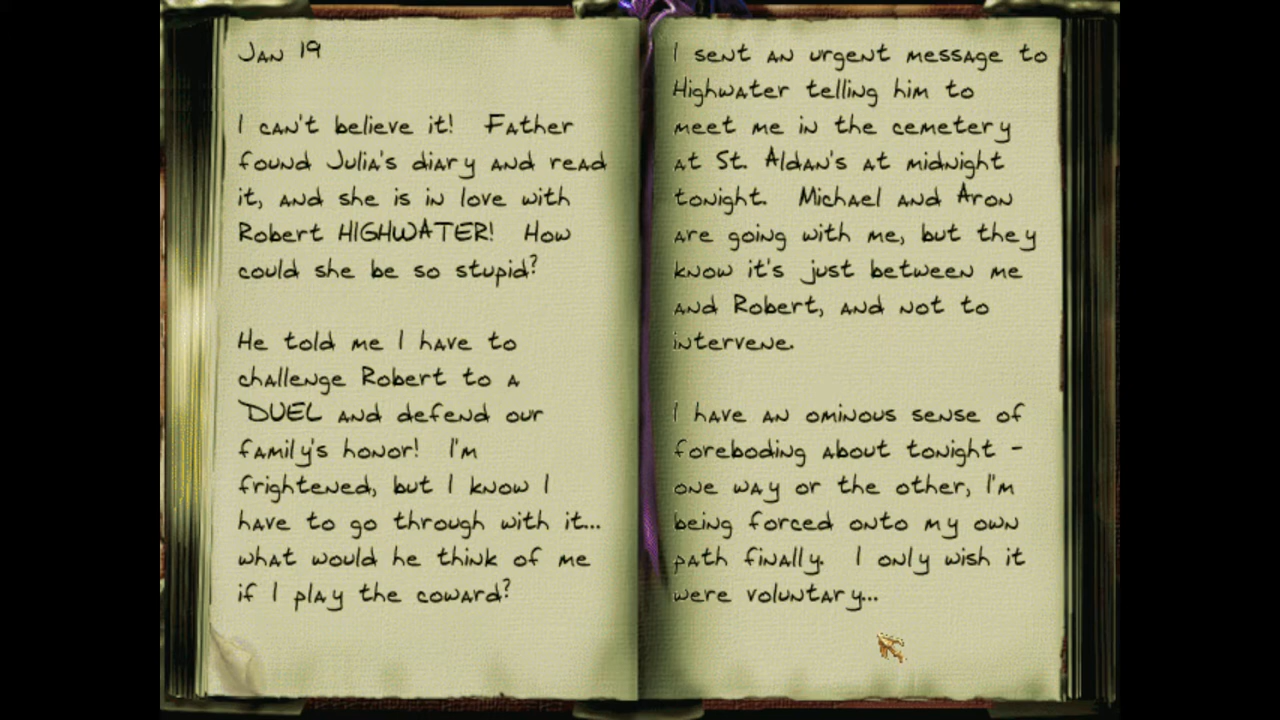 Jan 19
I can't believe it! Father
found Julia's diary and read
it, and she is in love with
Robert HIGHWATER! How
could she be so stupid?
He told me I have to
challenge Robert to a
DUEL and defend our
family's honor! I'm
frightened, but I know I
have to go through with it...
what would he think of me
if I play the coward?
I sent an urgent message to
Highwater telling him to
meet me in the cemetery
at St. Aldan's at midnight
tonight. Michael and Aron
are going with me, but they
know it's just between me
and Robert, and not to
intervene.
I have an ominous sense of
foreboding about tonight -
one way or the other, I'm
being forced onto my own
path finally. I only wish it
were voluntary...